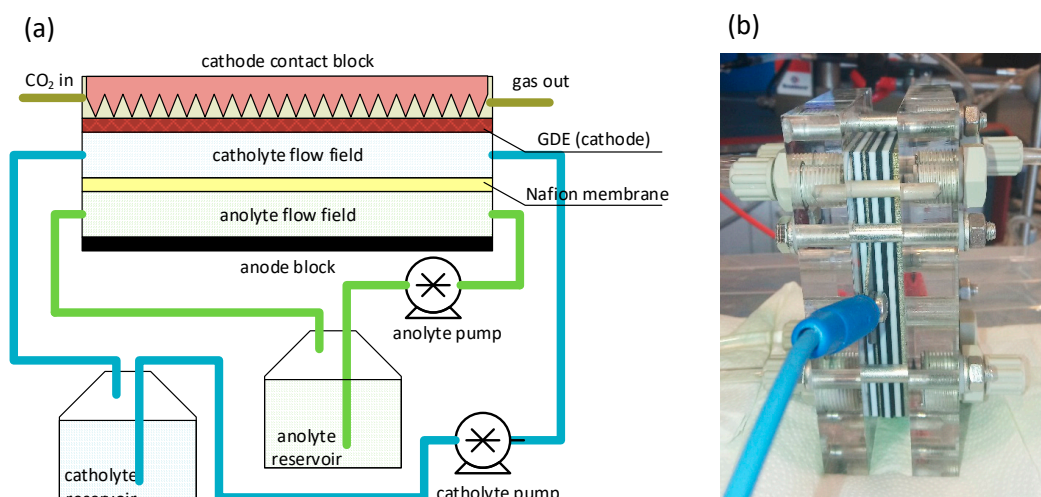 (a)
(b)
cathode contact block
CO₂ in
gas out
GDE (cathode)
catholyte flow field
Nafion membrane
anolyte flow field
anode block
anolyte pump
anolyte
reservoir
catholyte
reservoir
catholyte pump